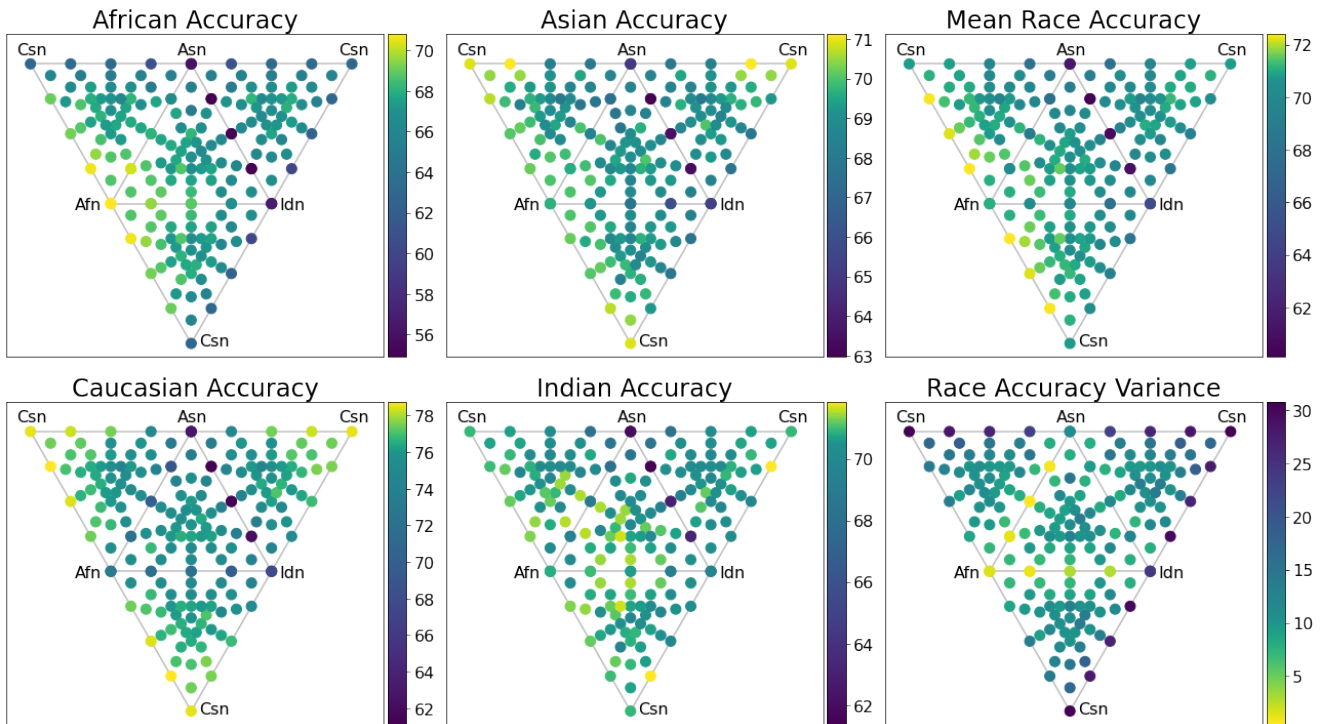 African Accuracy
Csn Asn Csn
Afn Idn
Csn
70
68
66
64
62
60
58
56
Asian Accuracy
Csn Asn Csn
Afn Idn
Csn
71
70
69
68
67
66
65
64
63
Mean Race Accuracy
Csn Asn Csn
Afn Idn
Csn
72
70
68
66
64
62
Caucasian Accuracy
Csn Asn Csn
Afn Idn
Csn
78
76
74
72
70
68
66
64
62
Indian Accuracy
Csn Asn Csn
Afn Idn
Csn
70
68
66
64
62
Race Accuracy Variance
Csn Asn Csn
Afn Idn
Csn
30
25
20
15
10
5